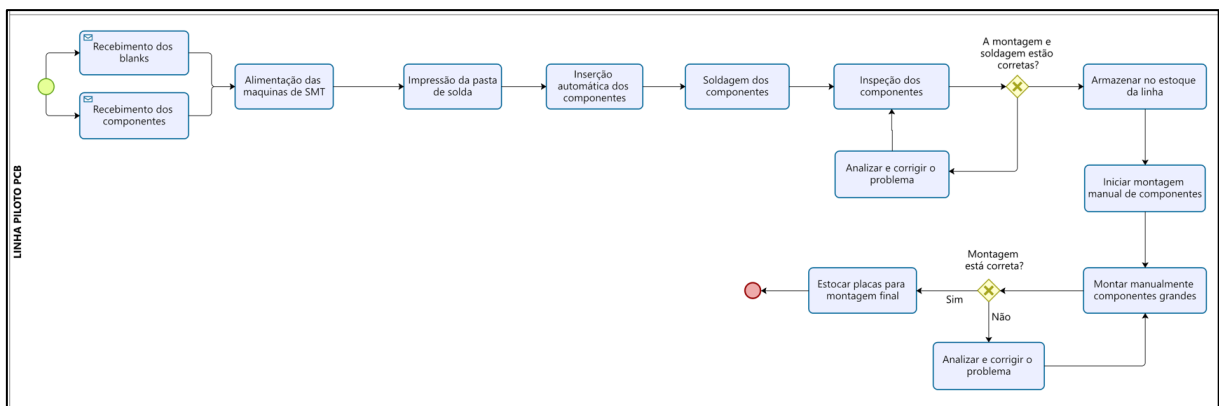 LINHA PILOTO PCB
Recebimento dos
blanks
Recebimento dos
componentes
Alimentação das
maquinas de SMT
Impressão da pasta
de solda
Inserção
automática dos
componentes
Soldagem dos
componentes
Inspeção dos
componentes
A montagem e
soldagem estão
corretas?
Analizar e corrigir o
problema
Armazenar no estoque
da linha
Iniciar montagem
manual de componentes
Montar manualmente
componentes grandes
Montagem
está correta?
Sim
Não
Estocar placas para
montagem final
Analizar e corrigir o
problema